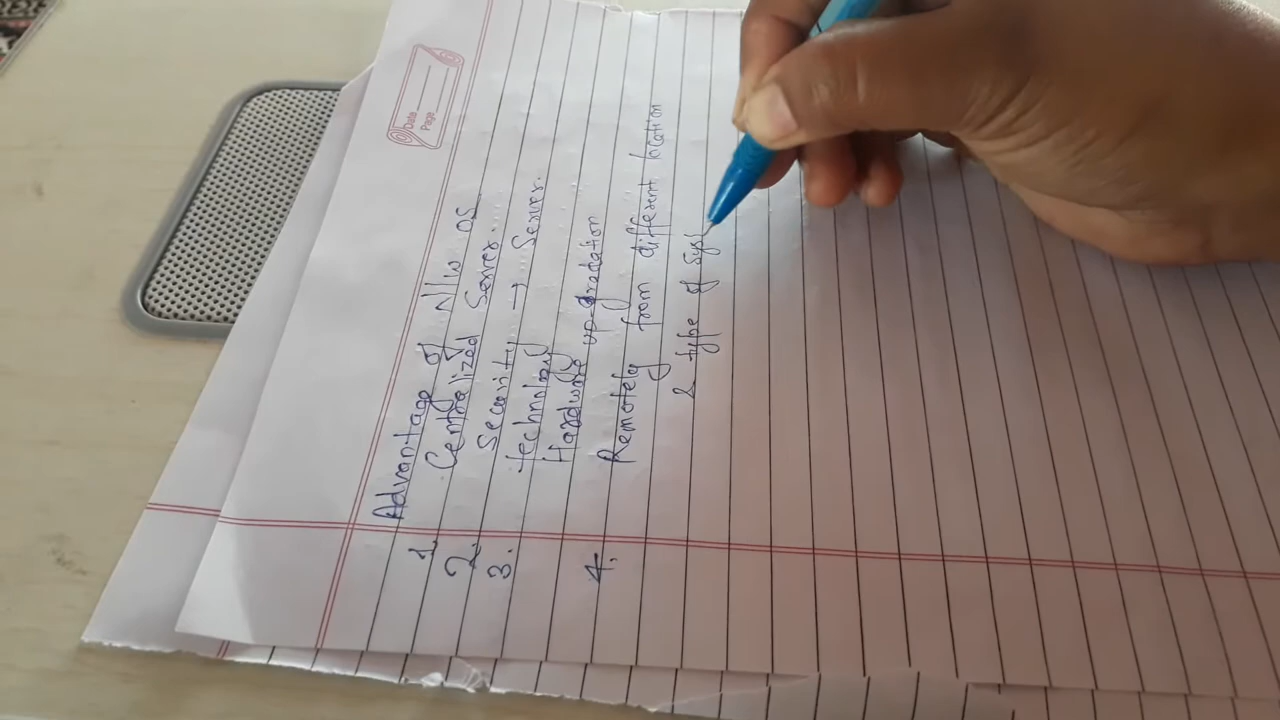 Date
Page
Advantage of N/w OS
1. Centralized Server....
2. Security → Server.
3. technology
Hardware up-gradation
4. Remotely from different location
& type of sys